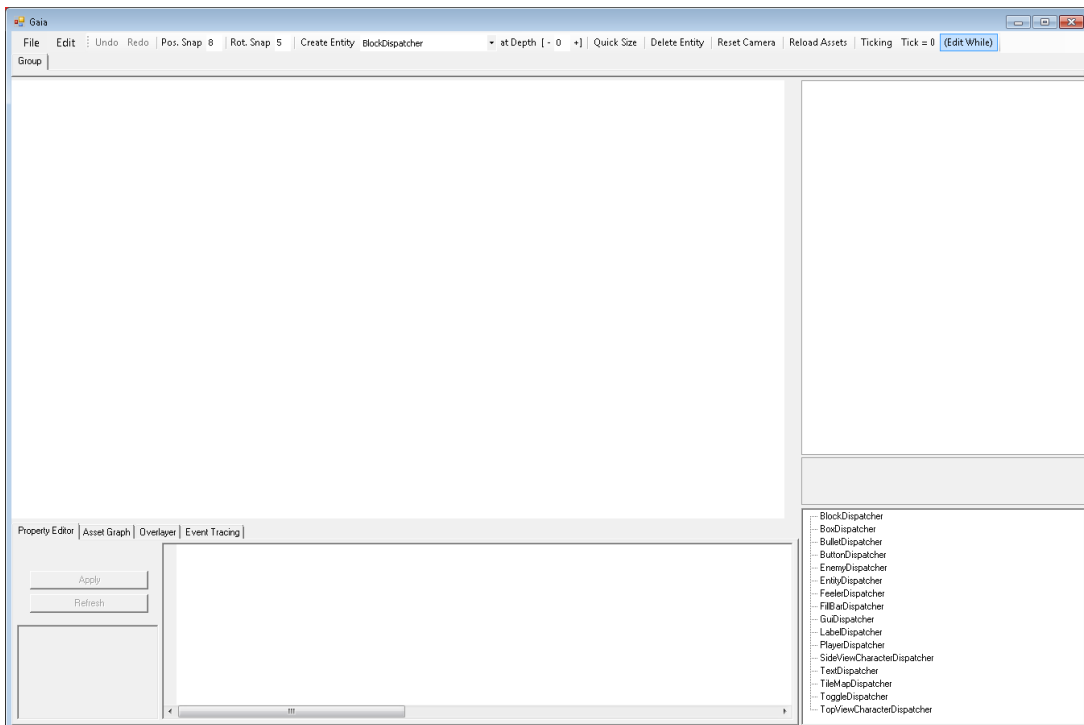 Gaia
File Edit Undo Redo Pos. Snap 8 Rot. Snap 5 Create Entity BlockDispatcher at Depth [ - 0 +] Quick Size Delete Entity Reset Camera Reload Assets Ticking Tick = 0 (Edit While)
Group
Property Editor Asset Graph Overlayer Event Tracing
Apply
Refresh
BlockDispatcher
BoxDispatcher
BulletDispatcher
ButtonDispatcher
EnemyDispatcher
EntityDispatcher
FeelerDispatcher
FillBarDispatcher
GuiDispatcher
LabelDispatcher
PlayerDispatcher
SideViewCharacterDispatcher
TextDispatcher
TileMapDispatcher
ToggleDispatcher
TopViewCharacterDispatcher